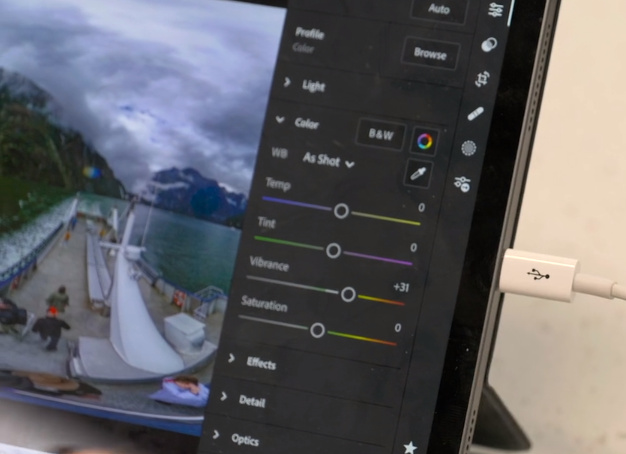 Auto
Profile
Color
Browse
Light
Color
B&W
WB
As Shot
Temp
0
Tint
0
Vibrance
+31
Saturation
0
Effects
Detail
Optics